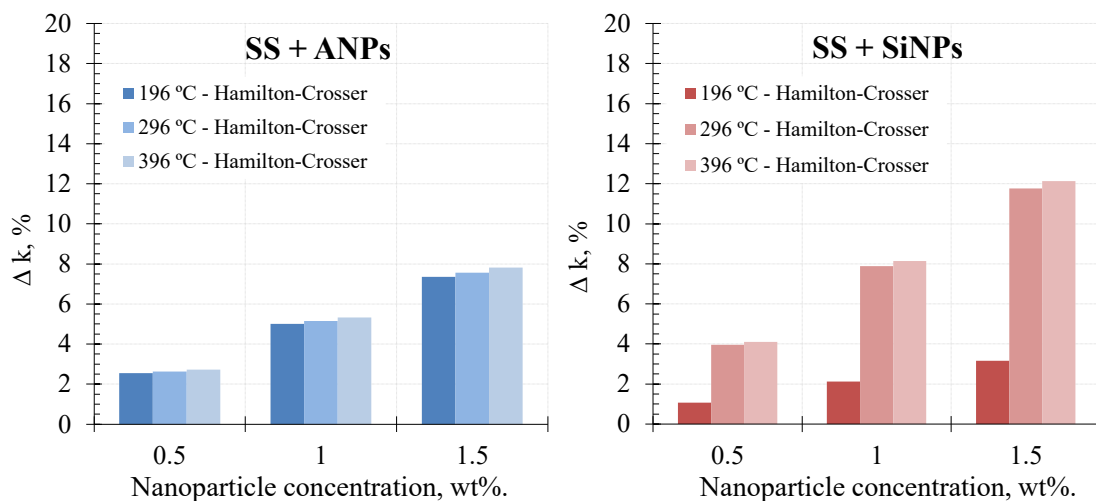 SS + ANPs
196 ºC - Hamilton-Crosser
296 ºC - Hamilton-Crosser
396 ºC - Hamilton-Crosser
Δ k, %
20
18
16
14
12
10
8
6
4
2
0
0.5 1 1.5
Nanoparticle concentration, wt%.
SS + SiNPs
196 ºC - Hamilton-Crosser
296 ºC - Hamilton-Crosser
396 ºC - Hamilton-Crosser
Δ k, %
20
18
16
14
12
10
8
6
4
2
0
0.5 1 1.5
Nanoparticle concentration, wt%.